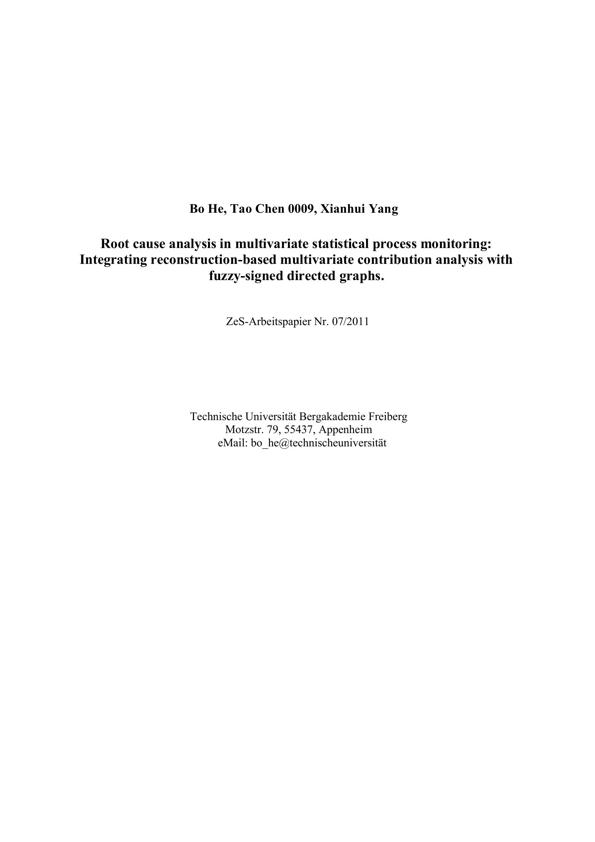 Bo He, Tao Chen 0009, Xianhui Yang
Root cause analysis in multivariate statistical process monitoring:
Integrating reconstruction-based multivariate contribution analysis with
fuzzy-signed directed graphs.
ZeS-Arbeitspapier Nr. 07/2011
Technische Universität Bergakademie Freiberg
Motzstr. 79, 55437, Appenheim
eMail: bo_he@technischeuniversität